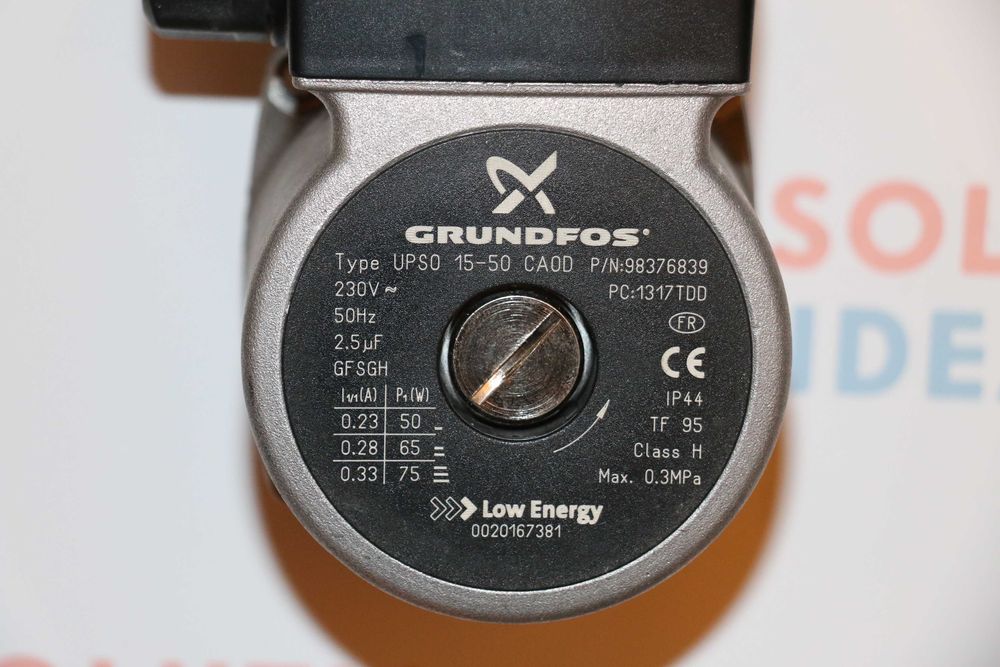 GRUNDFOS
Type UPSO 15-50 CAOD P/N:98376839
230V ~ PC:1317TDD
50Hz FR
2.5µF CE
GFSGH
I1/1(A) P1(W) IP44
0.23 50 TF 95
0.28 65 Class H
0.33 75 Max. 0.3MPa
Low Energy
0020167381
SOL
IDE